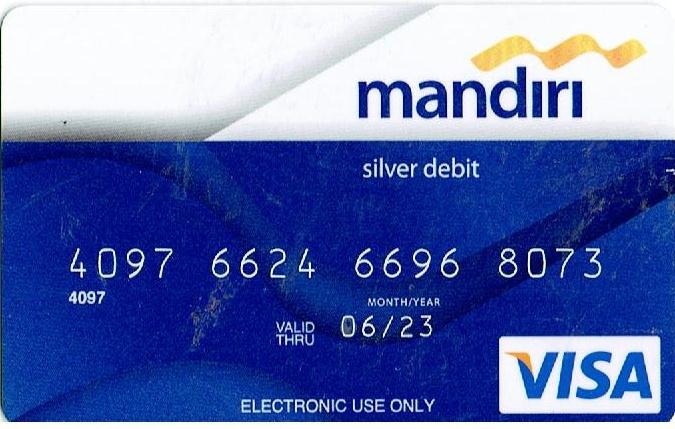 mandiri
silver debit
4097 6624 6696 8073
4097
MONTH/YEAR
VALID THRU 06/23
VISA
ELECTRONIC USE ONLY